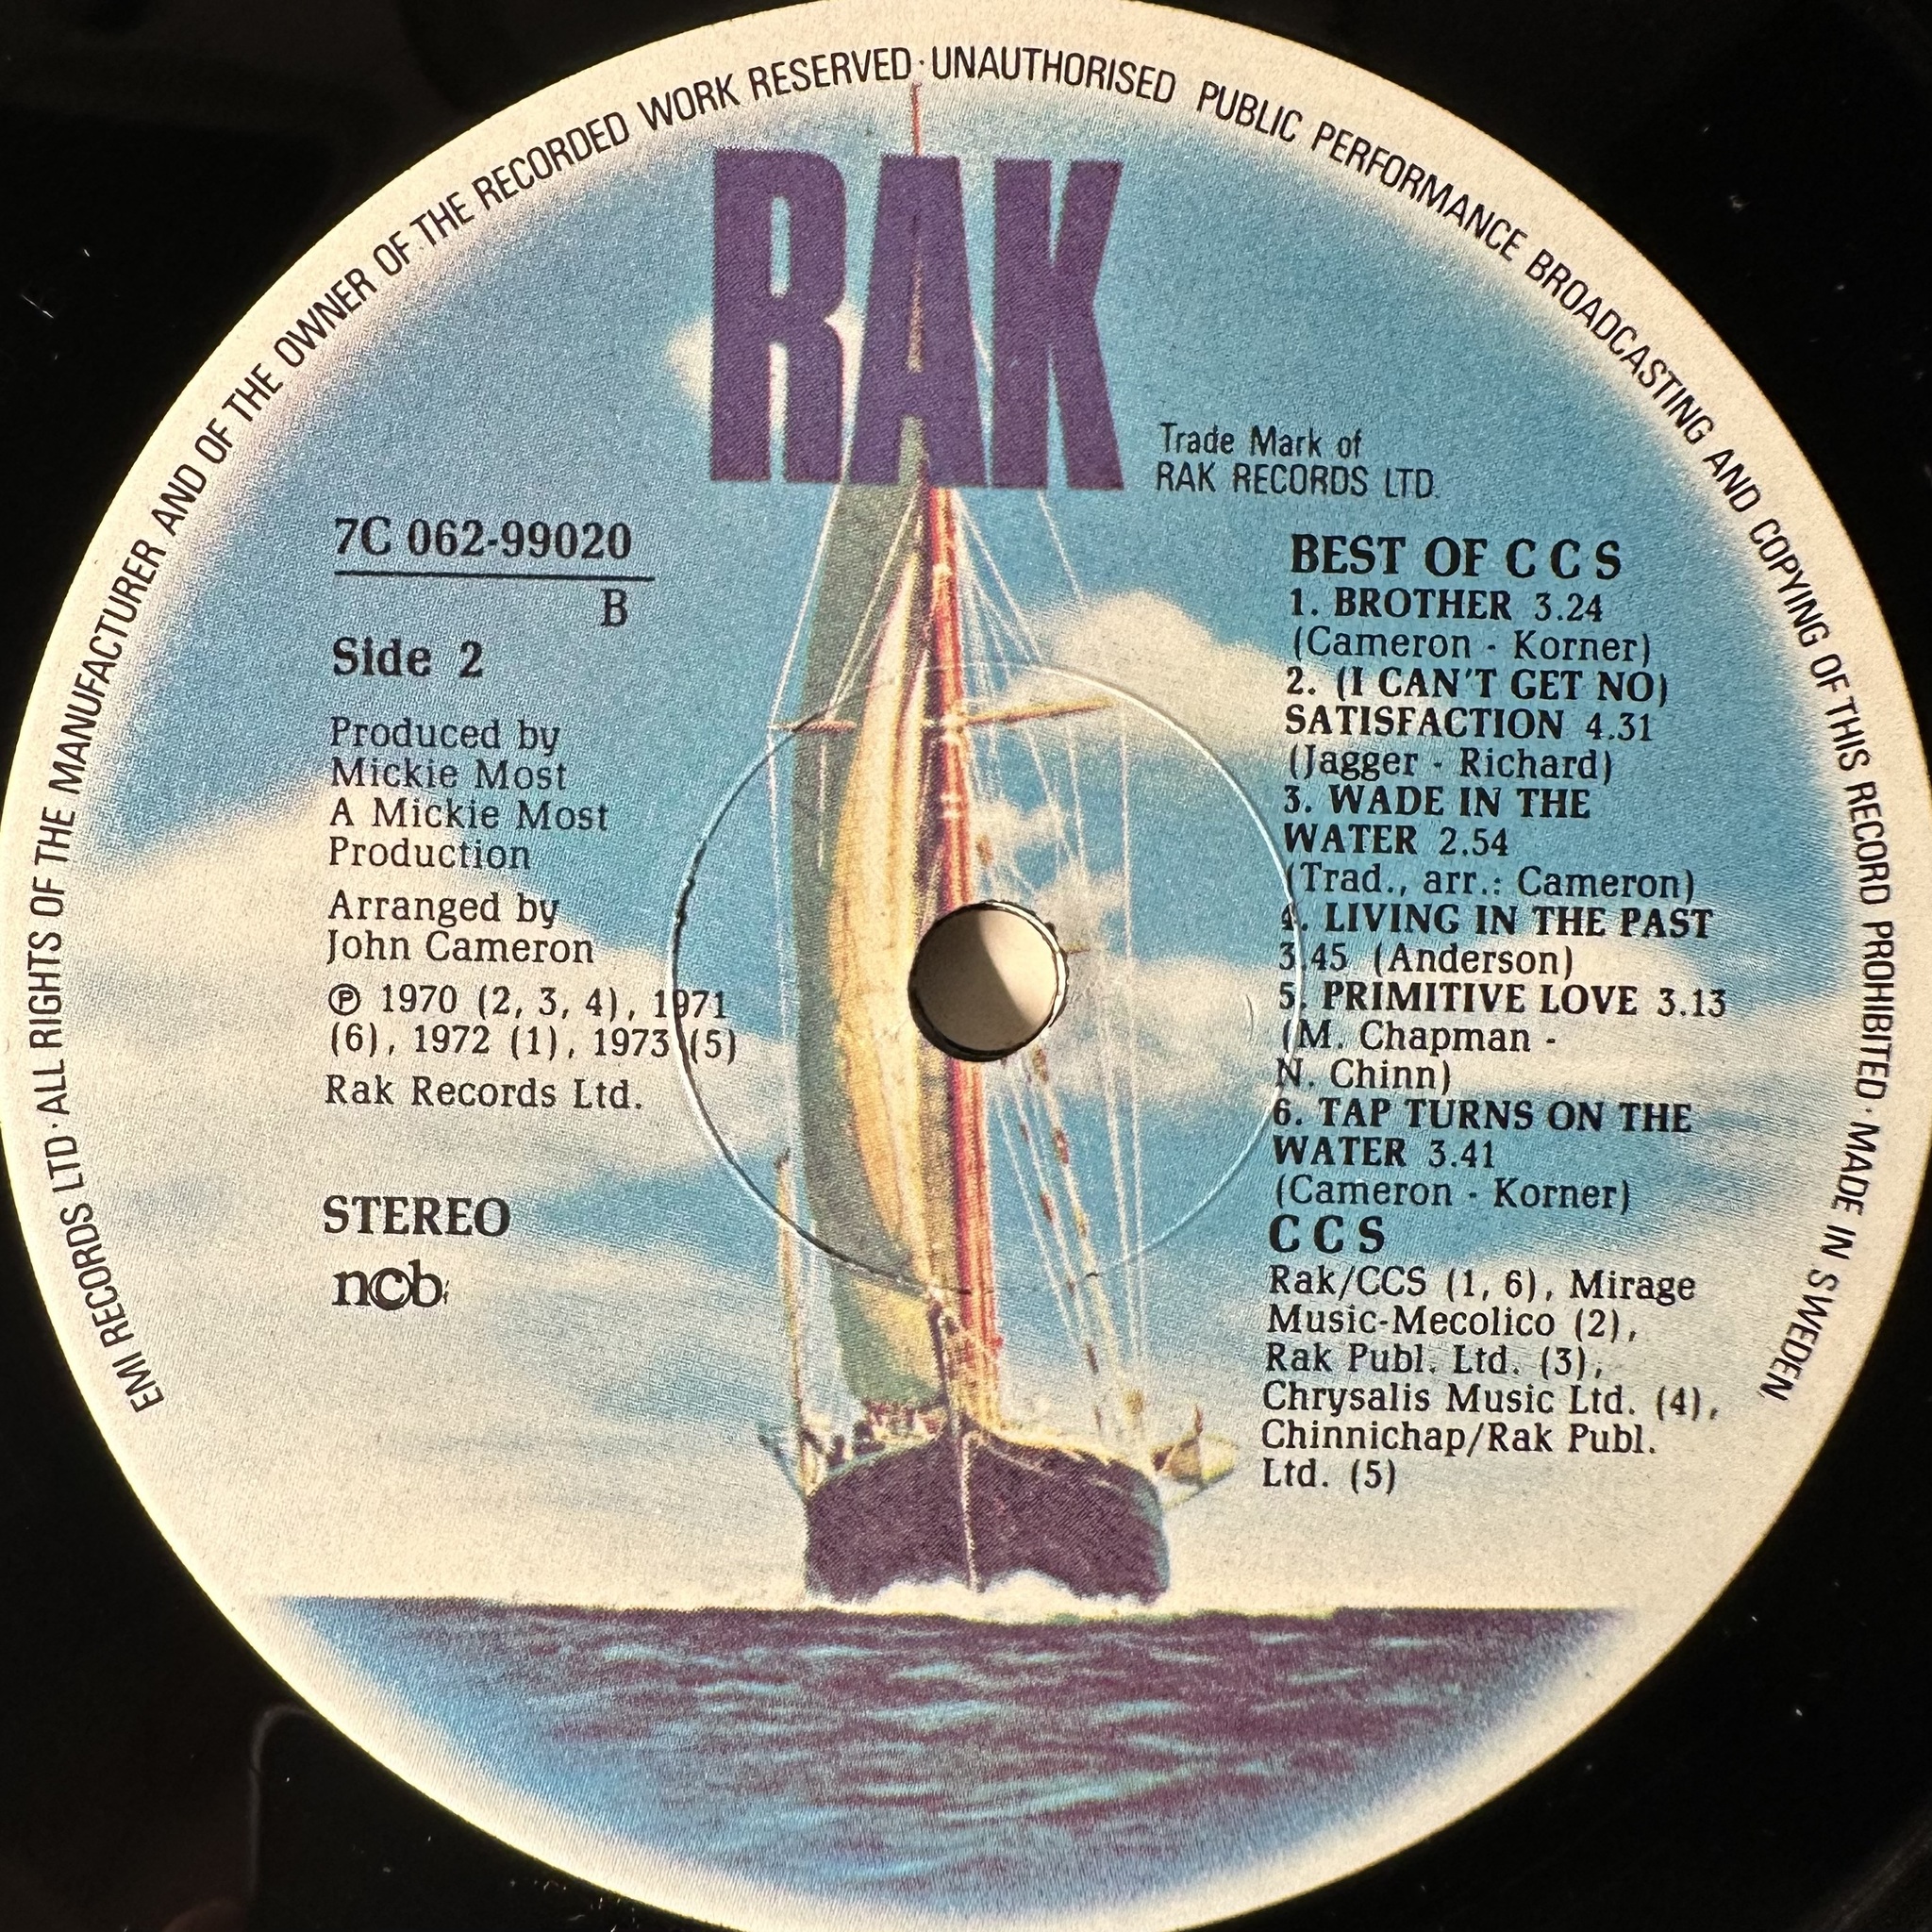 EMI RECORDS LTD · ALL RIGHTS OF THE MANUFACTURER AND OF THE OWNER OF THE RECORDED WORK RESERVED · UNAUTHORISED PUBLIC PERFORMANCE BROADCASTING AND COPYING OF THIS RECORD PROHIBITED · MADE IN SWEDEN
RAK
Trade Mark of
RAK RECORDS LTD.
7C 062-99020
B
Side 2
Produced by
Mickie Most
A Mickie Most
Production
Arranged by
John Cameron
℗ 1970 (2, 3, 4), 1971
(6), 1972 (1), 1973 (5)
Rak Records Ltd.
STEREO
ncb
BEST OF C C S
1. BROTHER 3.24
(Cameron - Korner)
2. (I CAN'T GET NO)
SATISFACTION 4.31
(Jagger - Richard)
3. WADE IN THE
WATER 2.54
(Trad., arr.: Cameron)
4. LIVING IN THE PAST
3.45 (Anderson)
5. PRIMITIVE LOVE 3.13
(M. Chapman -
N. Chinn)
6. TAP TURNS ON THE
WATER 3.41
(Cameron - Korner)
C C S
Rak/CCS (1, 6), Mirage
Music-Mecolico (2),
Rak Publ. Ltd. (3),
Chrysalis Music Ltd. (4),
Chinnichap/Rak Publ.
Ltd. (5)